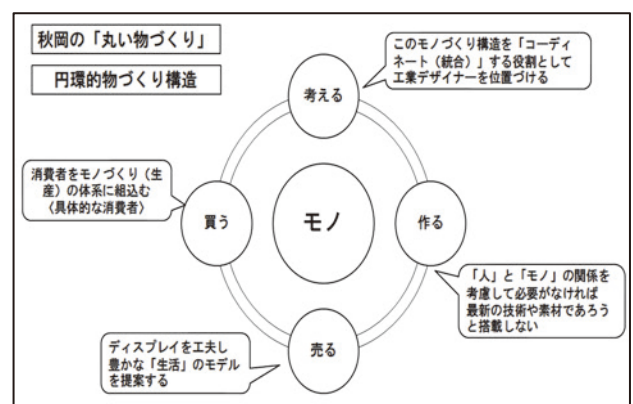 秋岡の「丸い物づくり」
円環的物づくり構造
このモノづくり構造を「コーディ
ネート（統合）」する役割として
工業デザイナーを位置づける
考える
消費者をモノづくり（生
産）の体系に組込む
〈具体的な消費者〉
買う
モノ
作る
「人」と「モノ」の関係を
考慮して必要がなければ
最新の技術や素材であろう
と搭載しない
ディスプレイを工夫し
豊かな「生活」のモデル
を提案する
売る